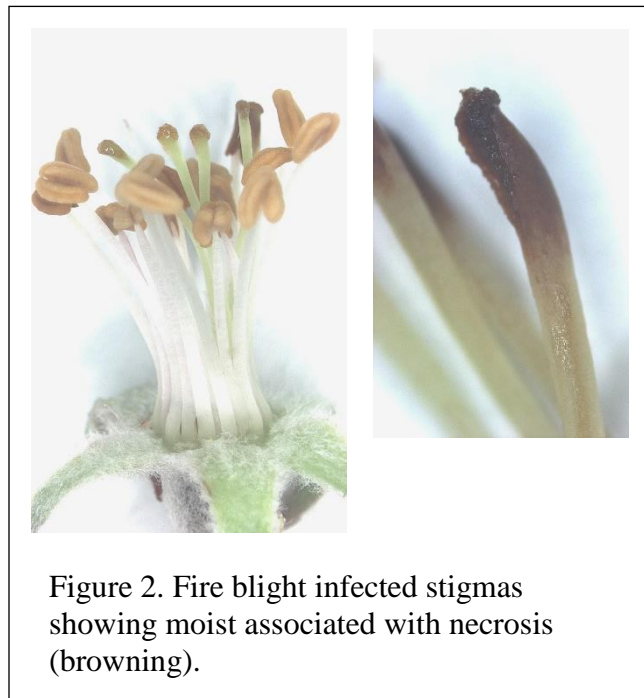 Figure 2. Fire blight infected stigmas
showing moist associated with necrosis
(browning).